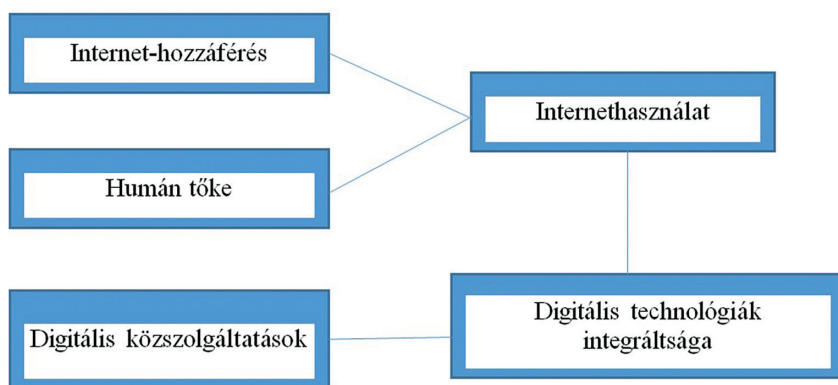 Internet-hozzáférés
Internethasználat
Humán tőke
Digitális közszolgáltatások
Digitális technológiák
integráltsága